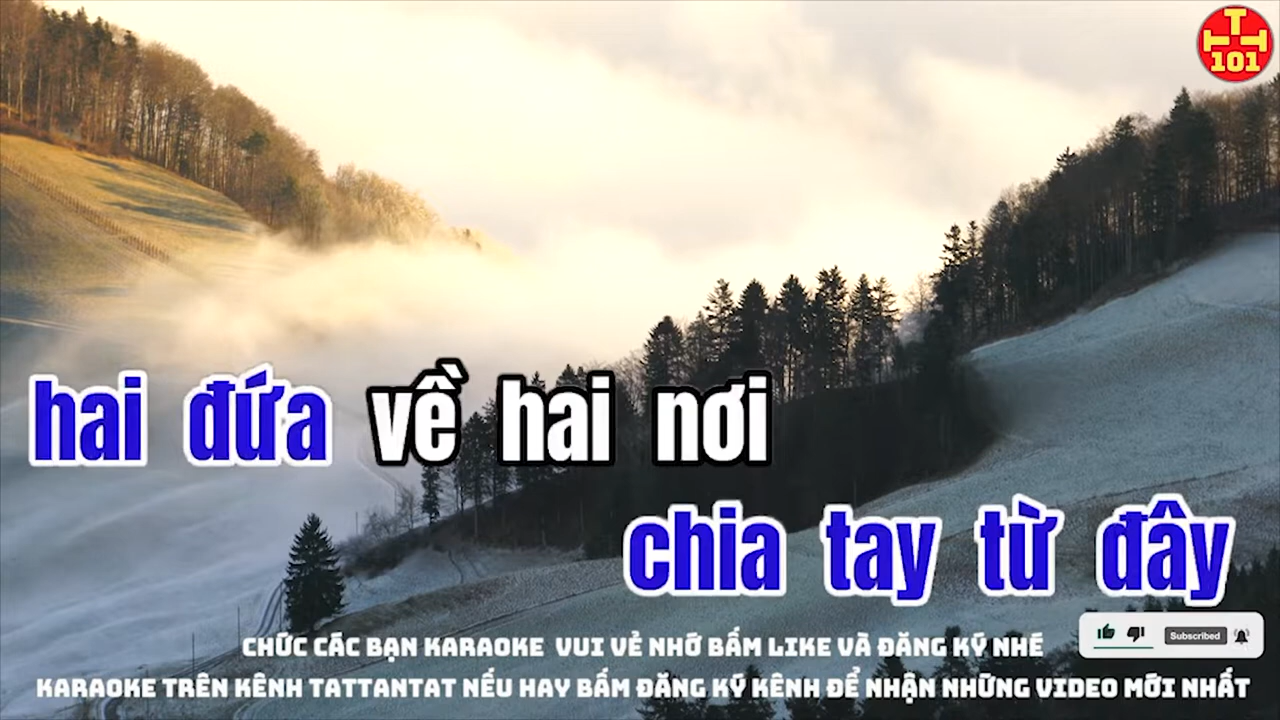 T
T T
101
hai đứa về hai nơi
chia tay từ đây
CHÚC CÁC BẠN KARAOKE VUI VẺ NHỚ BẤM LIKE VÀ ĐĂNG KÝ NHÉ
Subscribed
KARAOKE TRÊN KÊNH TATTANTAT NẾU HAY BẤM ĐĂNG KÝ KÊNH ĐỂ NHẬN NHỮNG VIDEO MỚI NHẤT